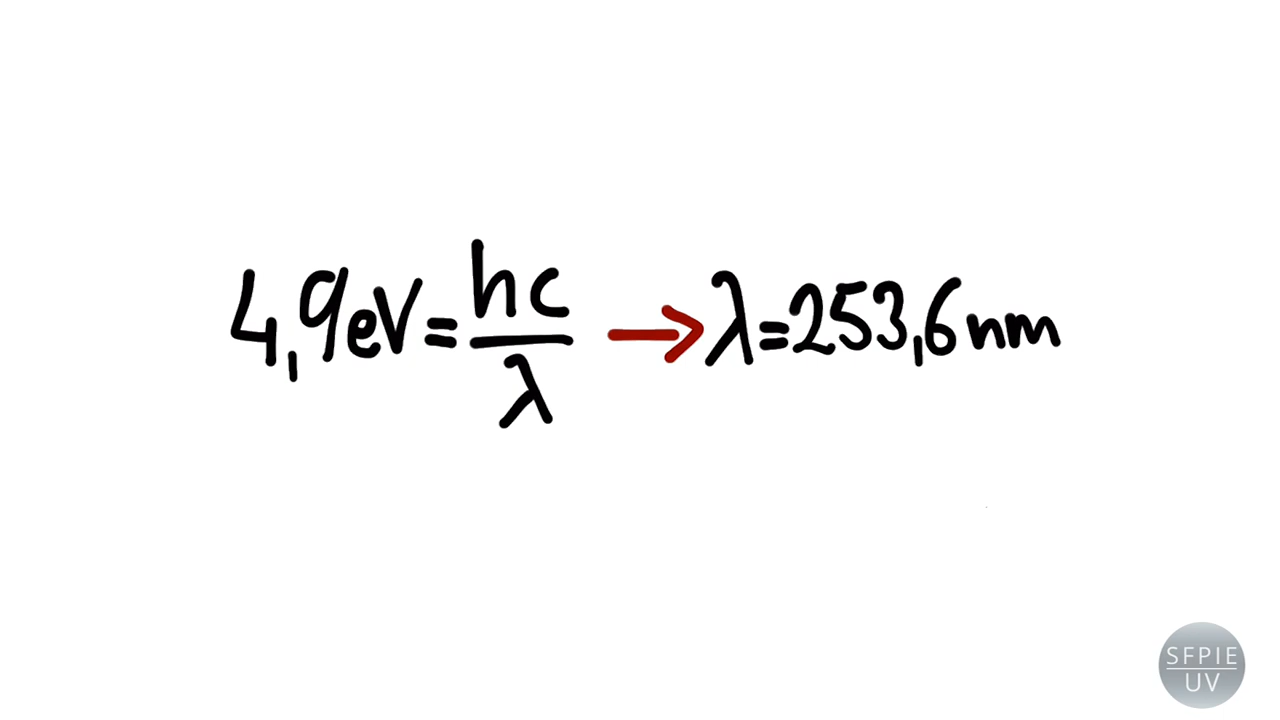 4,9eV = hc/λ → λ = 253,6nm
SFPIE
UV